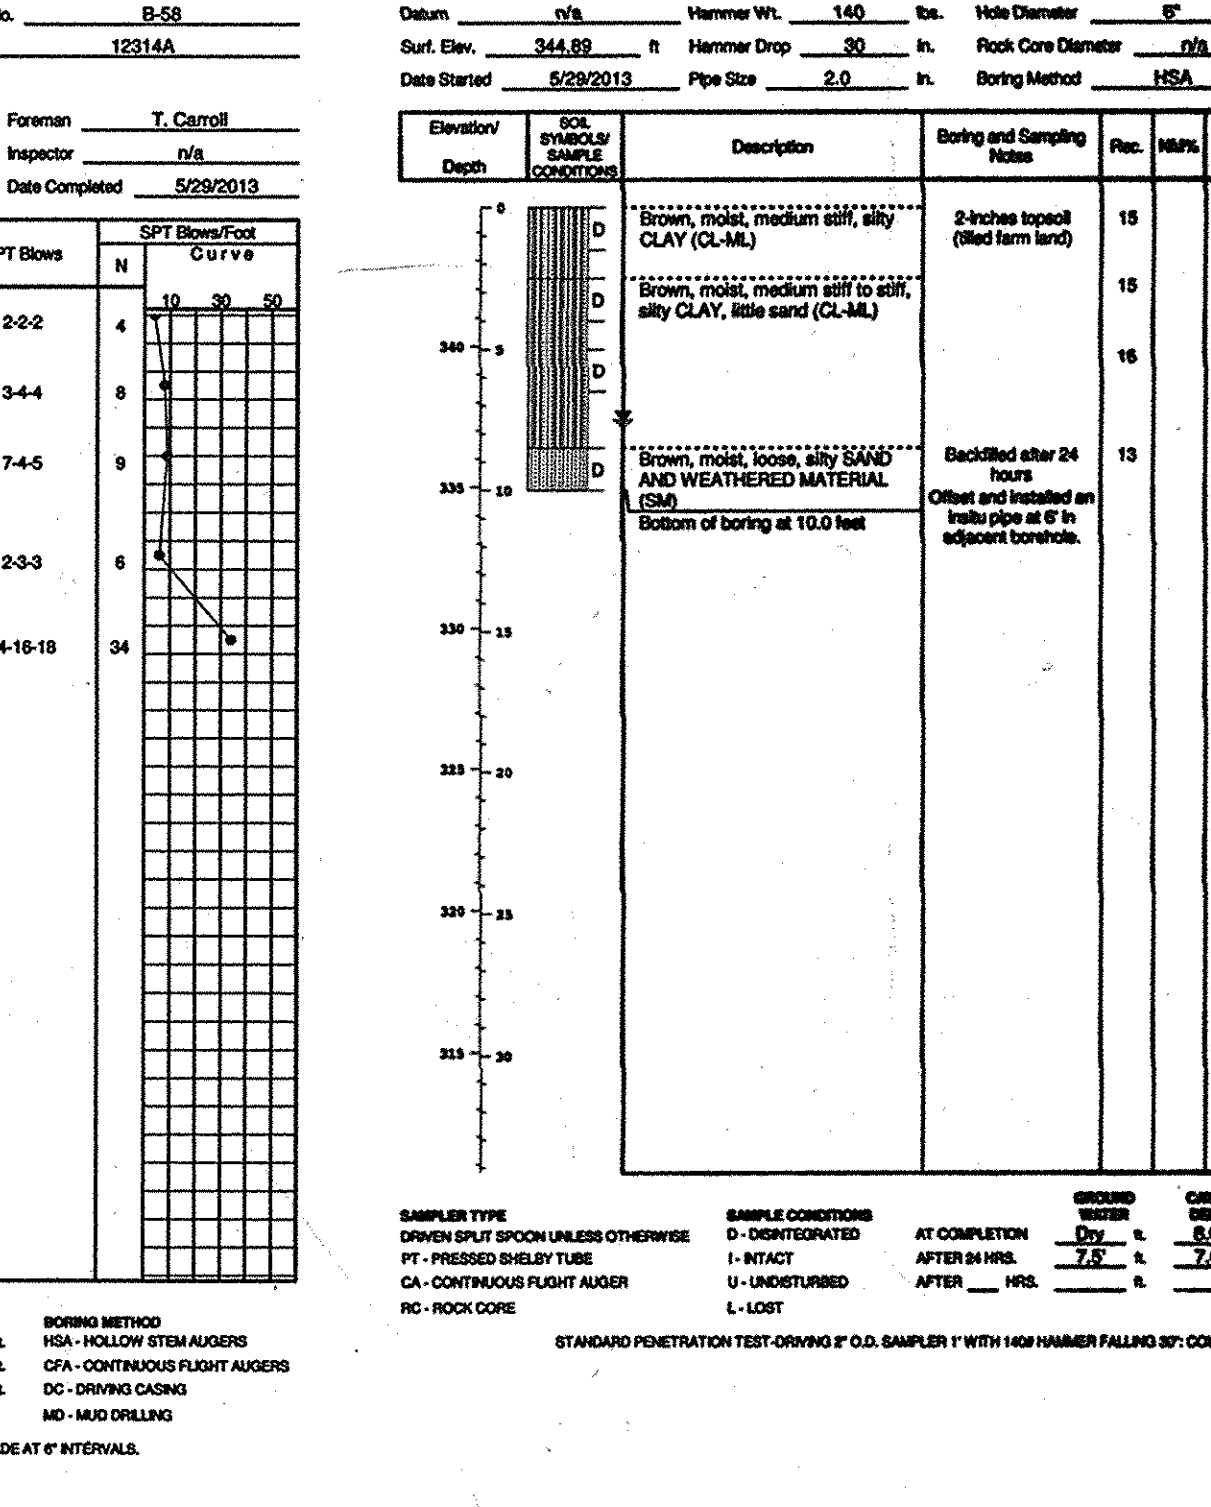 B-58
12314A
Foreman T. Carroll
Inspector n/a
Date Completed 5/29/2013
SPT Blows/Foot
Blows N Curve
10 30 50
2-2-2 4
3-4-4 8
7-4-5 9
2-3-3 6
4-16-18 34
BORING METHOD
HSA - HOLLOW STEM AUGERS
CFA - CONTINUOUS FLIGHT AUGERS
DC - DRIVING CASING
MD - MUD DRILLING
DE AT 6" INTERVALS.
Datum n/a Hammer Wt. 140 lbs. Hole Diameter 6"
Surf. Elev. 344.89 ft Hammer Drop 30 in. Rock Core Diameter n/a
Date Started 5/29/2013 Pipe Size 2.0 in. Boring Method HSA
Elevation/
Depth
SOIL
SYMBOLS/
SAMPLE
CONDITIONS
Description
Boring and Sampling
Notes
Rec. NM%
0
D
Brown, moist, medium stiff, silty
CLAY (CL-ML)
2-inches topsoil
(tilled farm land)
15
D
Brown, moist, medium stiff to stiff,
silty CLAY, little sand (CL-ML)
15
340 5
D
16
D
Brown, moist, loose, silty SAND
AND WEATHERED MATERIAL
(SM)
Backfilled after 24
hours
13
335 10
Bottom of boring at 10.0 feet
Offset and installed an
insitu pipe at 6' in
adjacent borehole.
330 15
325 20
320 25
315 30
SAMPLER TYPE
DRIVEN SPLIT SPOON UNLESS OTHERWISE
PT - PRESSED SHELBY TUBE
CA - CONTINUOUS FLIGHT AUGER
RC - ROCK CORE
SAMPLE CONDITIONS
D - DISINTEGRATED
I - INTACT
U - UNDISTURBED
L - LOST
GROUND
WATER
AT COMPLETION Dry ft.
AFTER 24 HRS. 7.5' ft.
AFTER ___ HRS. ft.
STANDARD PENETRATION TEST-DRIVING 2" O.D. SAMPLER 1' WITH 140# HAMMER FALLING 30":